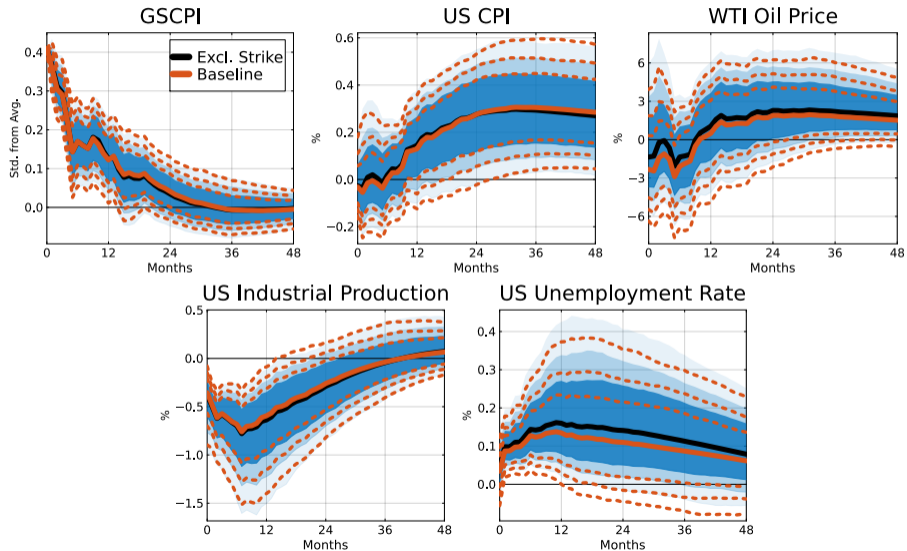 GSCPI
Std. from Avg.
0.4
0.3
0.2
0.1
0.0
Excl. Strike
Baseline
0 12 24 36 48
Months
US CPI
%
0.6
0.4
0.2
0.0
−0.2
0 12 24 36 48
Months
WTI Oil Price
%
6
3
0
−3
−6
0 12 24 36 48
Months
US Industrial Production
%
0.5
0.0
−0.5
−1.0
−1.5
0 12 24 36 48
Months
US Unemployment Rate
%
0.4
0.3
0.2
0.1
0.0
0 12 24 36 48
Months